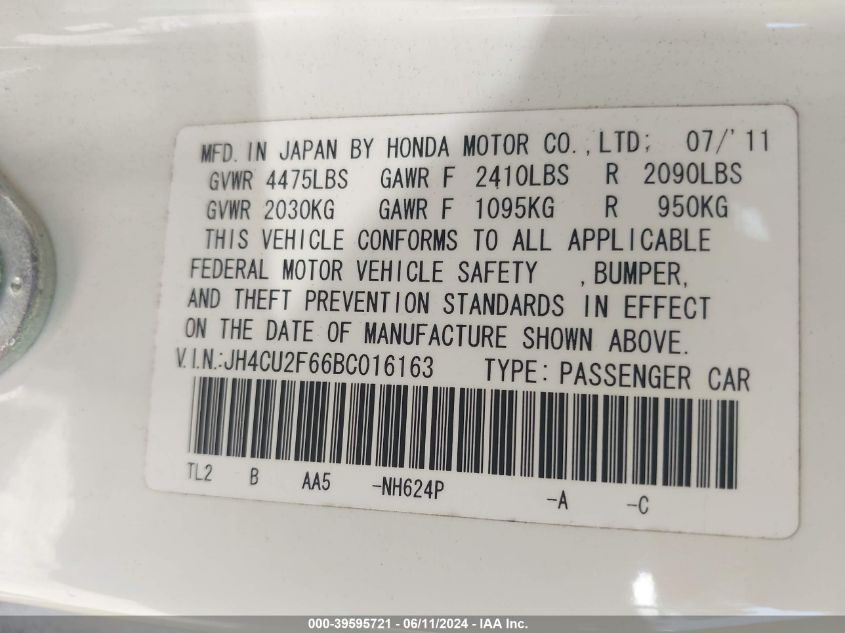 MFD. IN JAPAN BY HONDA MOTOR CO.,LTD; 07/'11
GVWR 4475LBS GAWR F 2410LBS R 2090LBS
GVWR 2030KG GAWR F 1095KG R 950KG
THIS VEHICLE CONFORMS TO ALL APPLICABLE
FEDERAL MOTOR VEHICLE SAFETY ,BUMPER,
AND THEFT PREVENTION STANDARDS IN EFFECT
ON THE DATE OF MANUFACTURE SHOWN ABOVE.
V.I.N.:JH4CU2F66BC016163 TYPE: PASSENGER CAR
TL2 B AA5 -NH624P -A -C
000-39595721 - 06/11/2024 - IAA Inc.